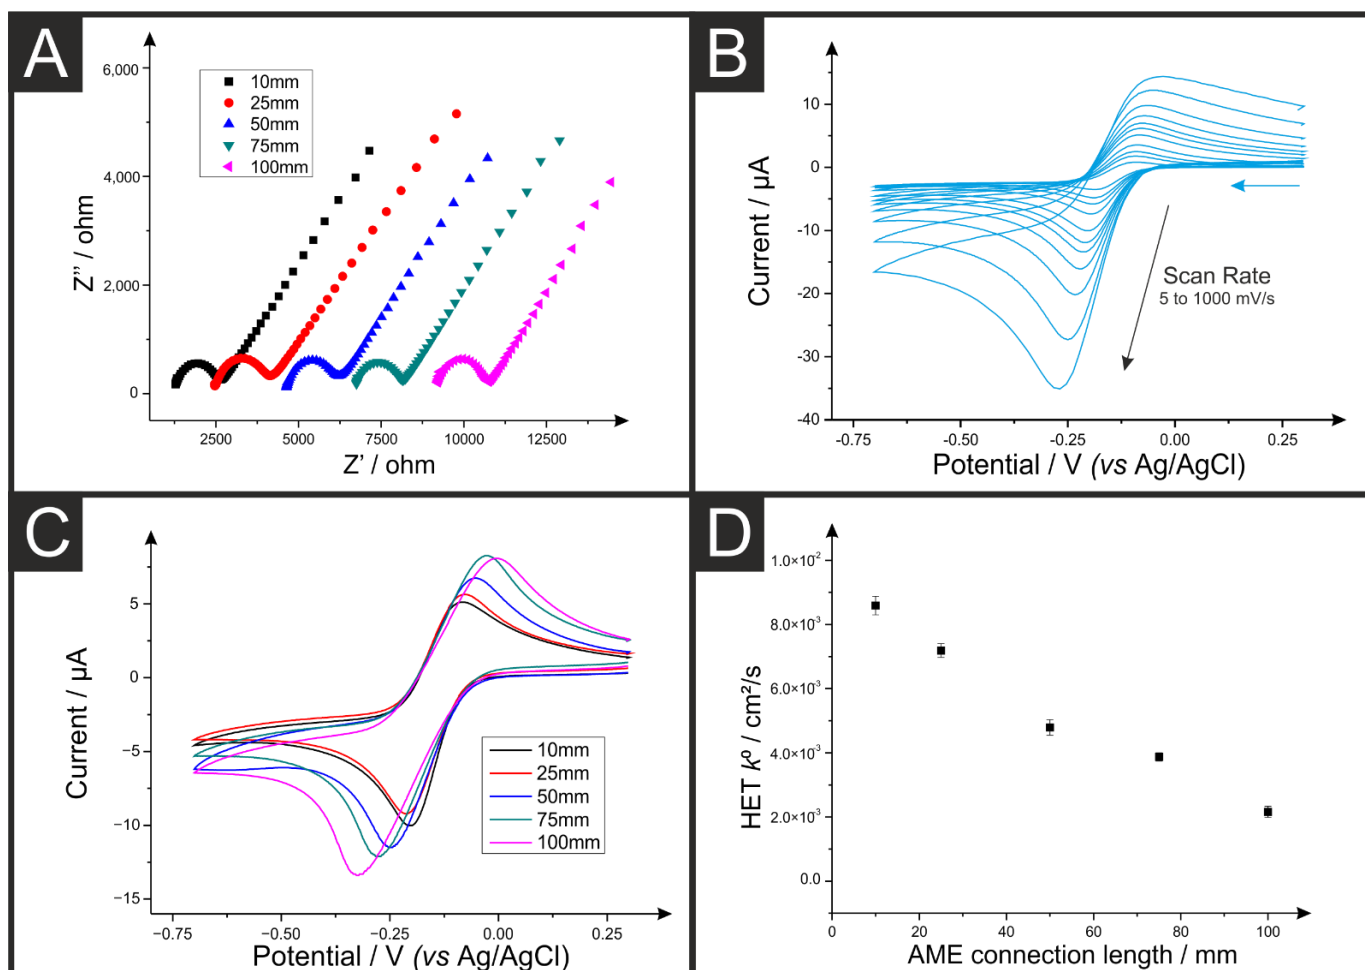 A
6,000
4,000
2,000
0
Z'' / ohm
10mm
25mm
50mm
75mm
100mm
2500
5000
7500
10000
12500
Z' / ohm
B
10
0
-10
-20
-30
-40
Current / µA
Scan Rate
5 to 1000 mV/s
-0.75
-0.50
-0.25
0.00
0.25
Potential / V (vs Ag/AgCl)
C
5
0
−5
−10
−15
Current / µA
10mm
25mm
50mm
75mm
100mm
−0.75
−0.50
−0.25
0.00
0.25
Potential / V (vs Ag/AgCl)
D
1.0×10⁻²
8.0×10⁻³
6.0×10⁻³
4.0×10⁻³
2.0×10⁻³
0.0
HET k⁰ / cm²/s
0
20
40
60
80
100
AME connection length / mm